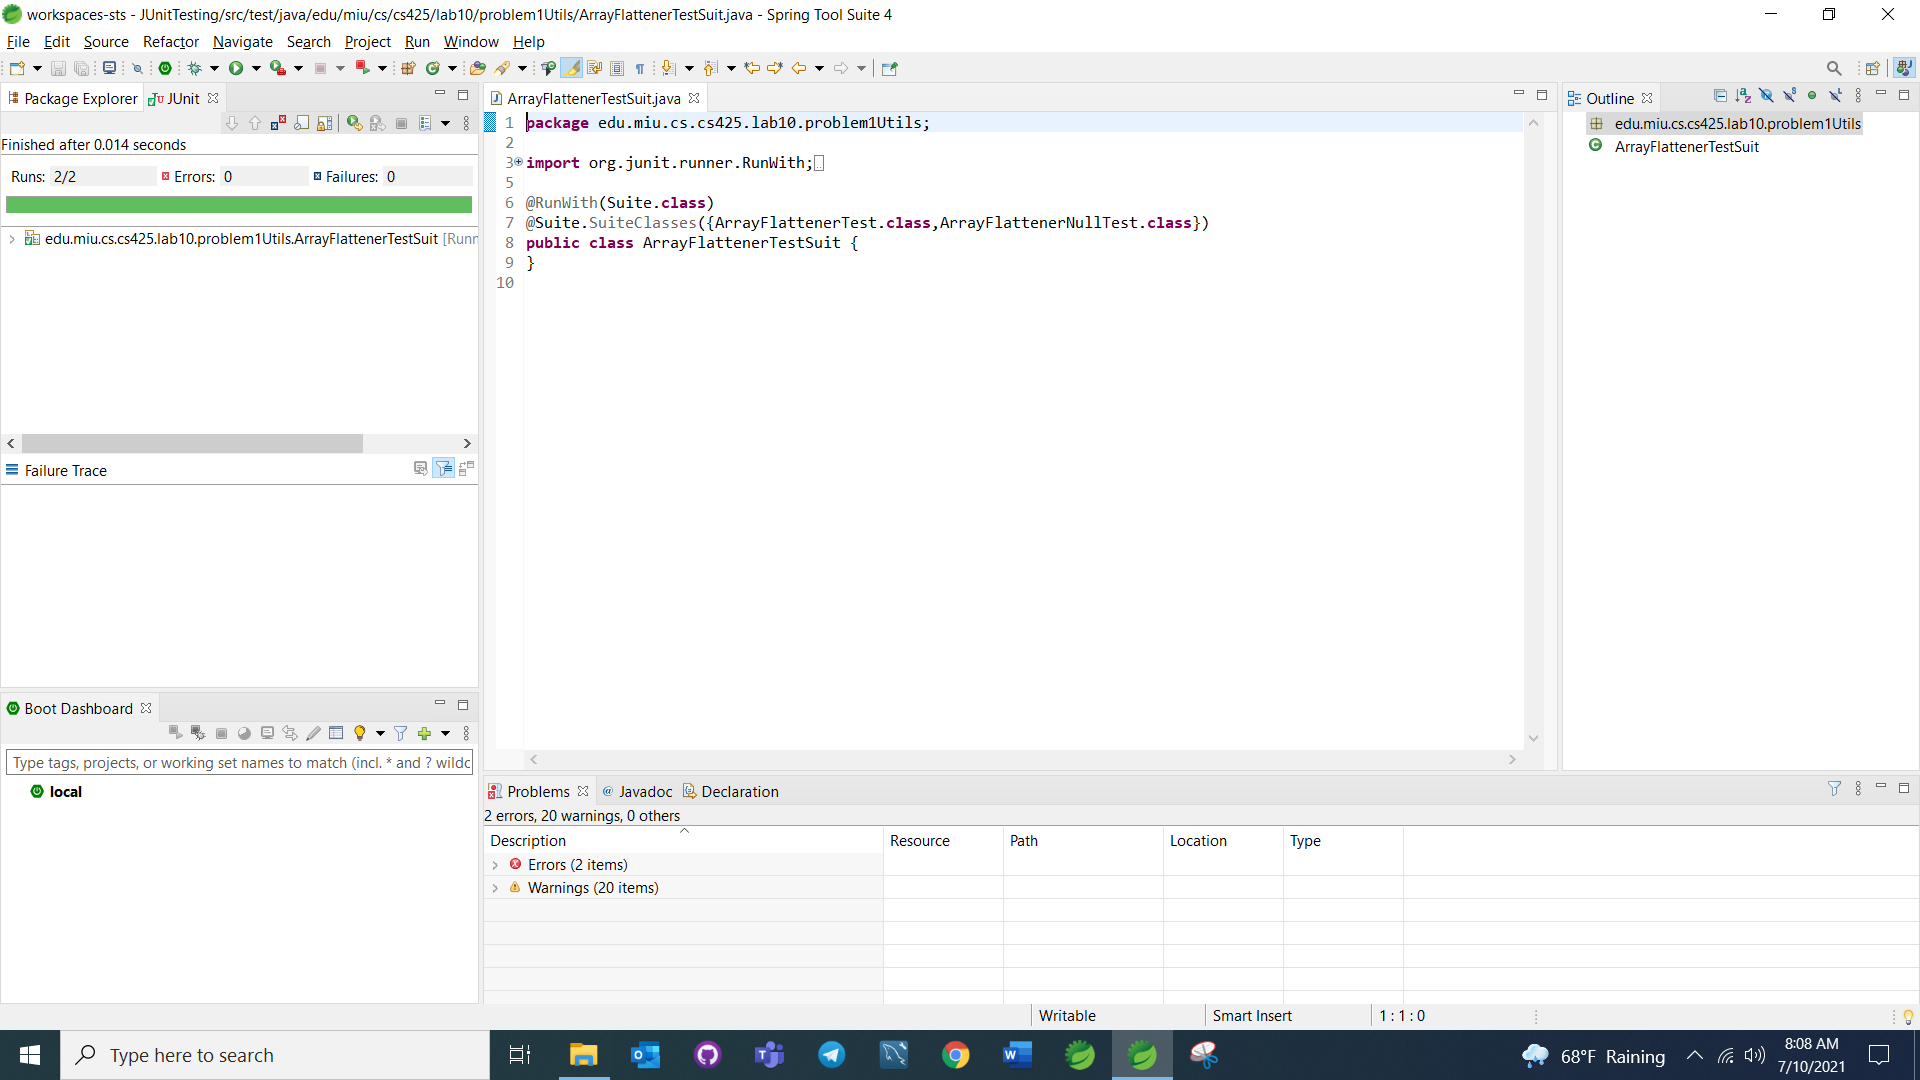 workspaces-sts - JUnitTesting/src/test/java/edu/miu/cs/cs425/lab10/problem1Utils/ArrayFlattenerTestSuit.java - Spring Tool Suite 4
File Edit Source Refactor Navigate Search Project Run Window Help
Package Explorer JUnit
Finished after 0.014 seconds
Runs: 2/2 Errors: 0 Failures: 0
edu.miu.cs.cs425.lab10.problem1Utils.ArrayFlattenerTestSuit [Runn
Failure Trace
Boot Dashboard
Type tags, projects, or working set names to match (incl. * and ? wildc
local
ArrayFlattenerTestSuit.java
1 package edu.miu.cs.cs425.lab10.problem1Utils;
2
3 import org.junit.runner.RunWith;
5
6 @RunWith(Suite.class)
7 @Suite.SuiteClasses({ArrayFlattenerTest.class,ArrayFlattenerNullTest.class})
8 public class ArrayFlattenerTestSuit {
9 }
10
Outline
edu.miu.cs.cs425.lab10.problem1Utils
ArrayFlattenerTestSuit
Problems Javadoc Declaration
2 errors, 20 warnings, 0 others
Description Resource Path Location Type
Errors (2 items)
Warnings (20 items)
Writable Smart Insert 1 : 1 : 0
Type here to search
68°F Raining
8:08 AM
7/10/2021